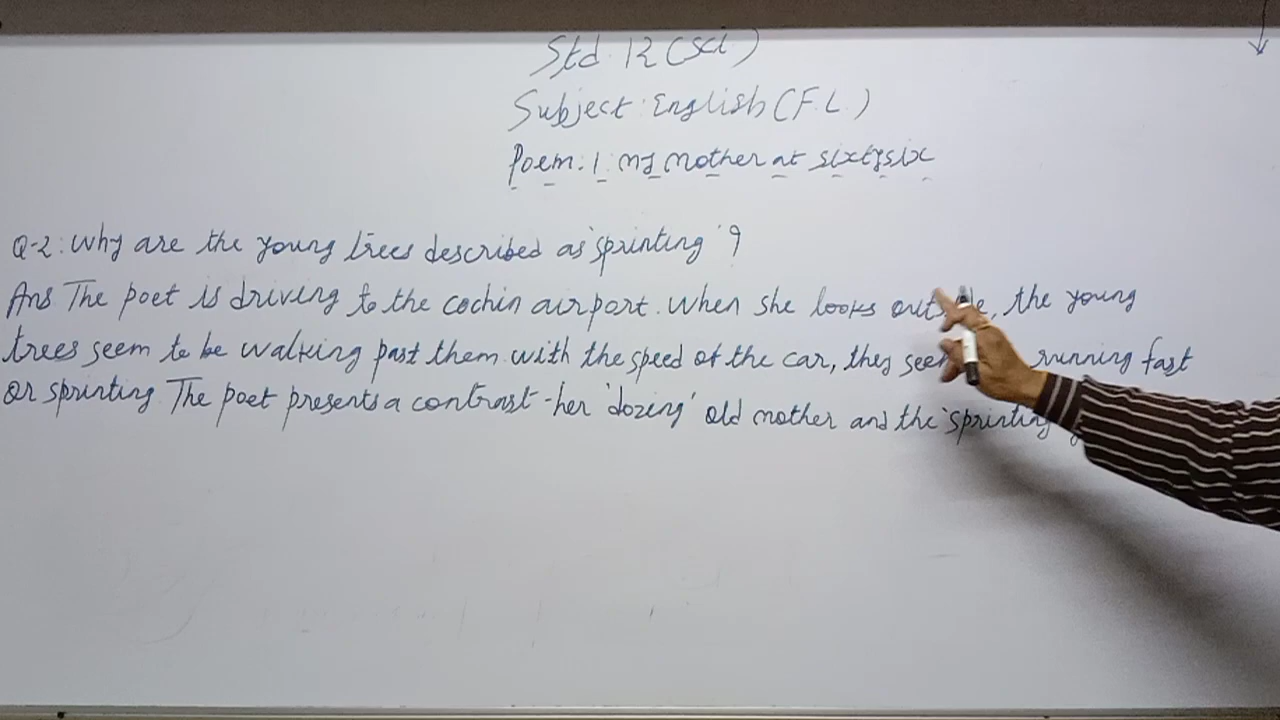 Std. 12 (Sci)
Subject: English (F.L.)
Poem: 1. My Mother at sixty six
Q-2: Why are the young trees described as 'sprinting'?
Ans The poet is driving to the cochin airport. When she looks the young
trees seem to be walking past them. with the speed of the car, they running fast
or sprinting. The poet presents a contrast - her 'dozing' old mother and the 'sprinting